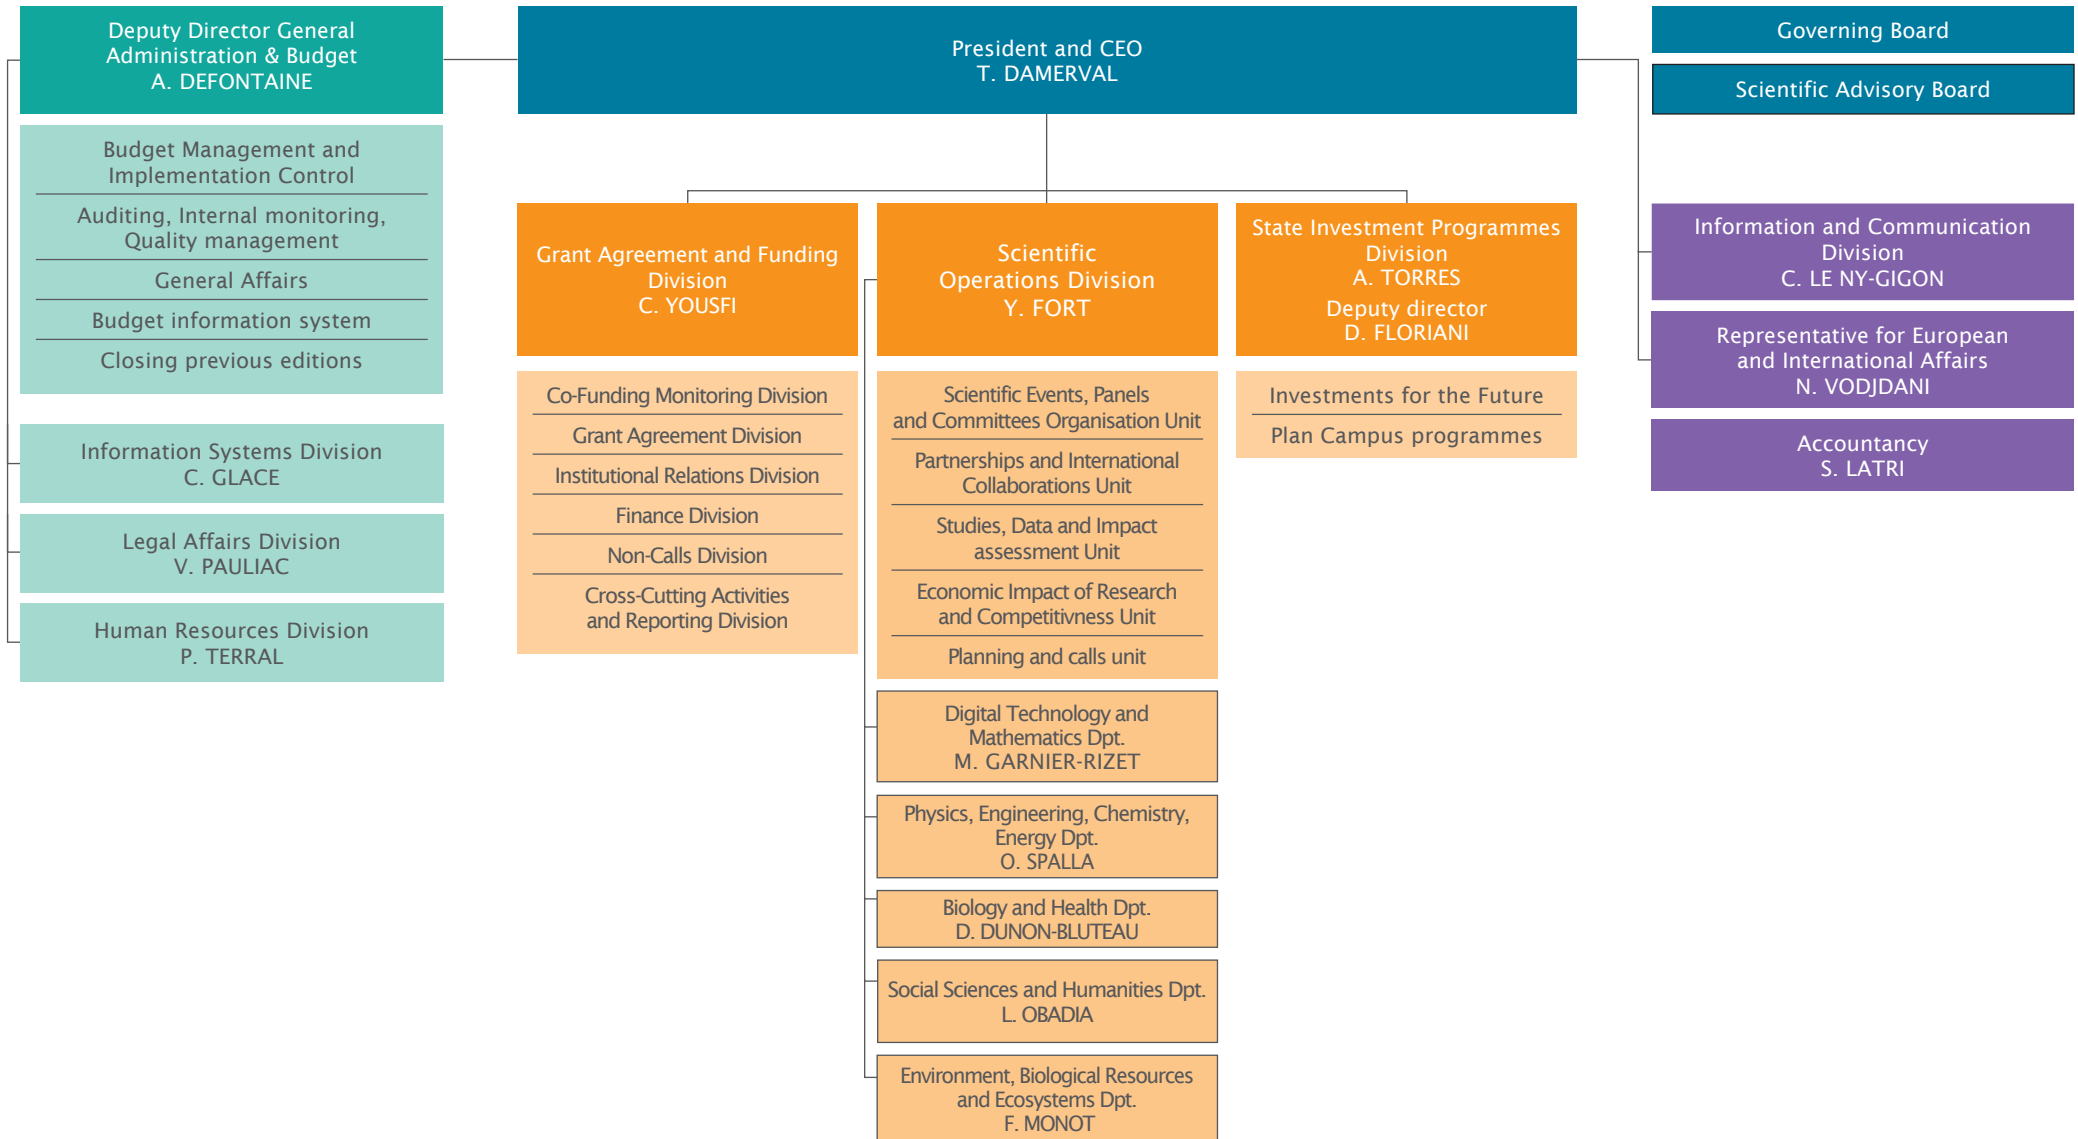 Deputy Director General
Administration & Budget
A. DEFONTAINE
President and CEO
T. DAMERVAL
Governing Board
Scientific Advisory Board
Budget Management and
Implementation Control
Auditing, Internal monitoring,
Quality management
General Affairs
Budget information system
Closing previous editions
Information Systems Division
C. GLACE
Legal Affairs Division
V. PAULIAC
Human Resources Division
P. TERRAL
Grant Agreement and Funding
Division
C. YOUSFI
Co-Funding Monitoring Division
Grant Agreement Division
Institutional Relations Division
Finance Division
Non-Calls Division
Cross-Cutting Activities
and Reporting Division
Scientific
Operations Division
Y. FORT
Scientific Events, Panels
and Committees Organisation Unit
Partnerships and International
Collaborations Unit
Studies, Data and Impact
assessment Unit
Economic Impact of Research
and Competitivness Unit
Planning and calls unit
Digital Technology and
Mathematics Dpt.
M. GARNIER-RIZET
Physics, Engineering, Chemistry,
Energy Dpt.
O. SPALLA
Biology and Health Dpt.
D. DUNON-BLUTEAU
Social Sciences and Humanities Dpt.
L. OBADIA
Environment, Biological Resources
and Ecosystems Dpt.
F. MONOT
State Investment Programmes
Division
A. TORRES
Deputy director
D. FLORIANI
Investments for the Future
Plan Campus programmes
Information and Communication
Division
C. LE NY-GIGON
Representative for European
and International Affairs
N. VODJDANI
Accountancy
S. LATRI